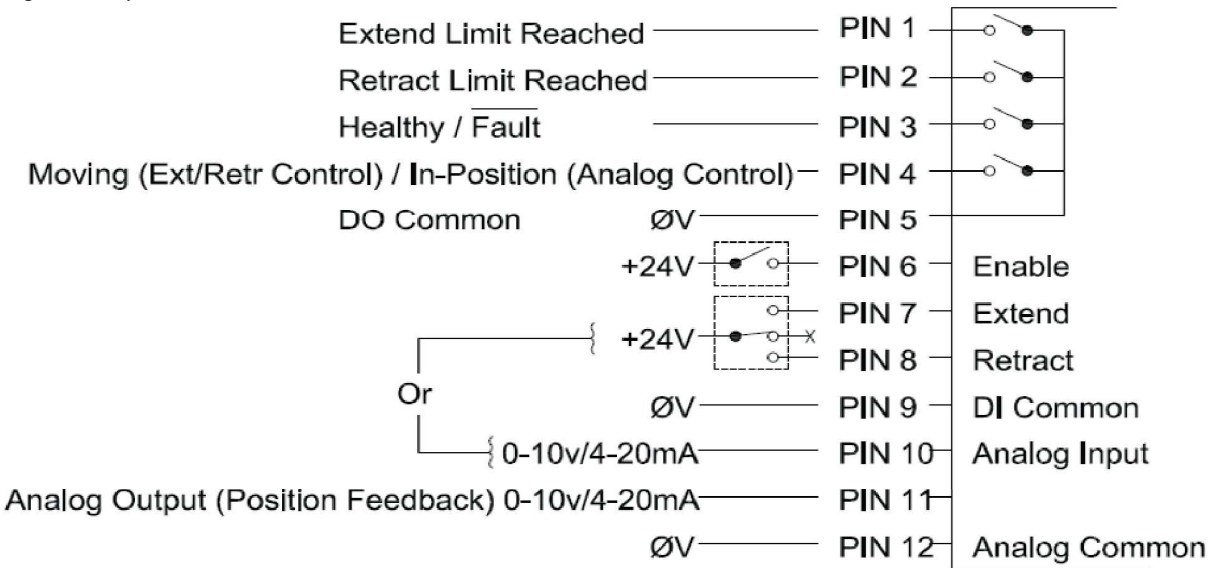 Extend Limit Reached PIN 1
Retract Limit Reached PIN 2
Healthy / Fault PIN 3
Moving (Ext/Retr Control) / In-Position (Analog Control) PIN 4
DO Common ØV PIN 5
+24V PIN 6 Enable
PIN 7 Extend
+24V X
PIN 8 Retract
Or
ØV PIN 9 DI Common
0-10v/4-20mA PIN 10 Analog Input
Analog Output (Position Feedback) 0-10v/4-20mA PIN 11
ØV PIN 12 Analog Common